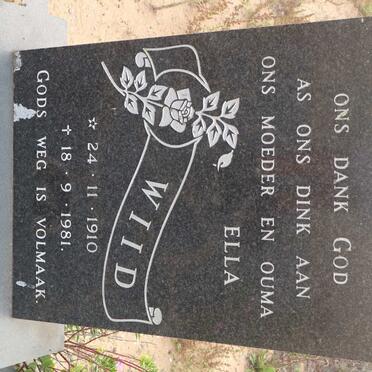 ONS DANK GOD
AS ONS DINK AAN
ONS MOEDER EN OUMA
ELLA
WIID
☆ 24·11·1910
✝ 18·9·1981.
GODS WEG IS VOLMAAK.